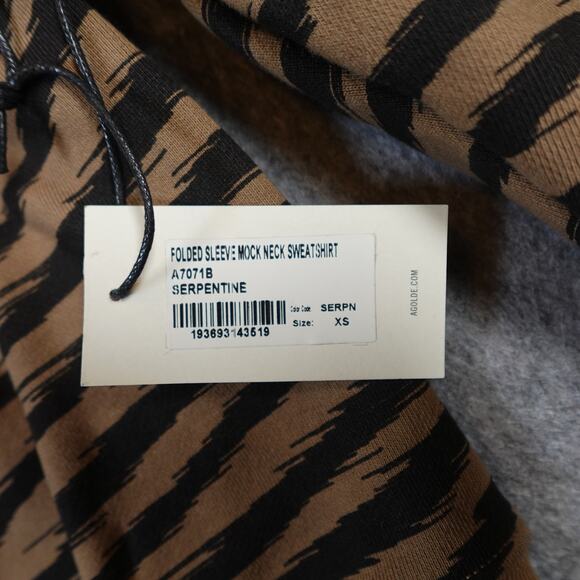 FOLDED SLEEVE MOCK NECK SWEATSHIRT
A7071B
SERPENTINE
Color Code: SERPN
Size: XS
193693143519
AGOLDE.COM